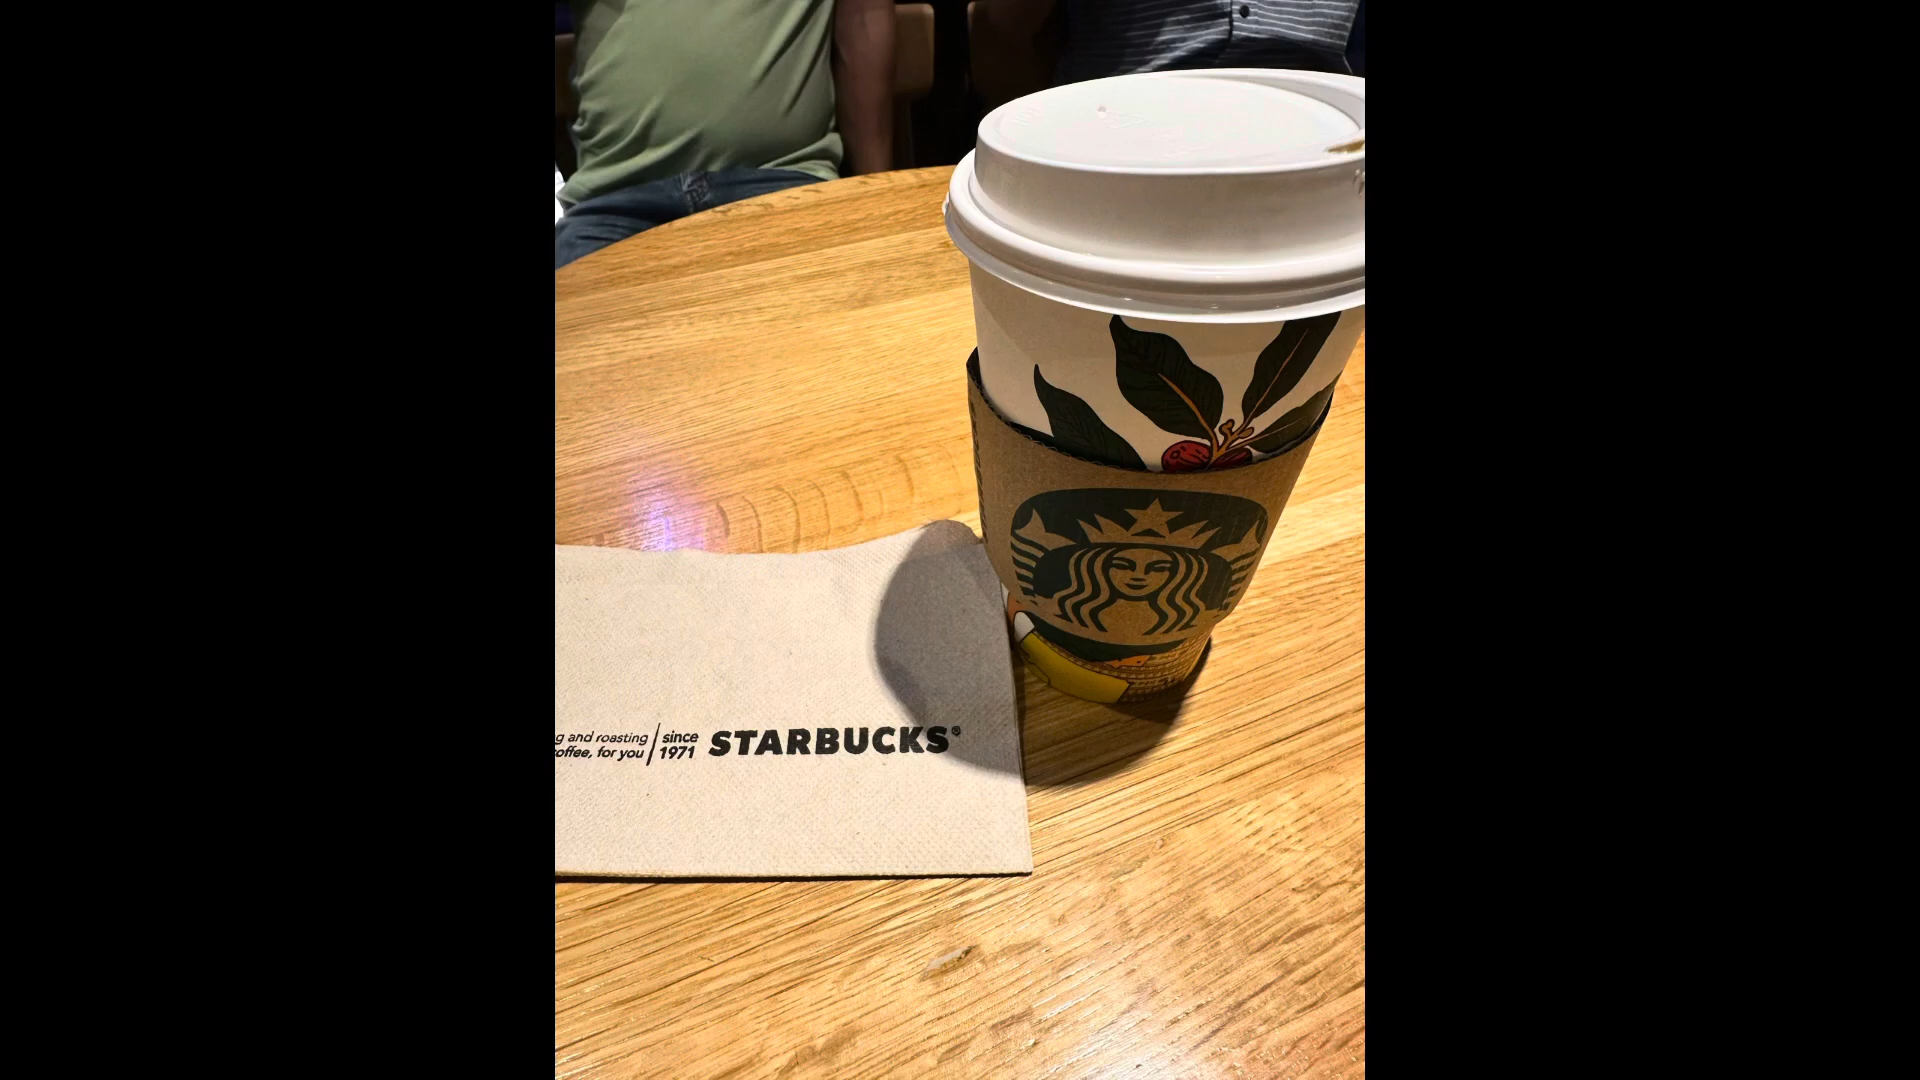 g and roasting
offee, for you
since
1971
STARBUCKS®